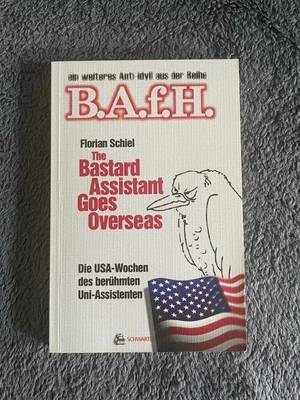 ein weiteres Anti-Idyll aus der Reihe
B.A.f.H.
Florian Schiel
The
Bastard
Assistant
Goes
Overseas
Die USA-Wochen
des berühmten
Uni-Assistenten